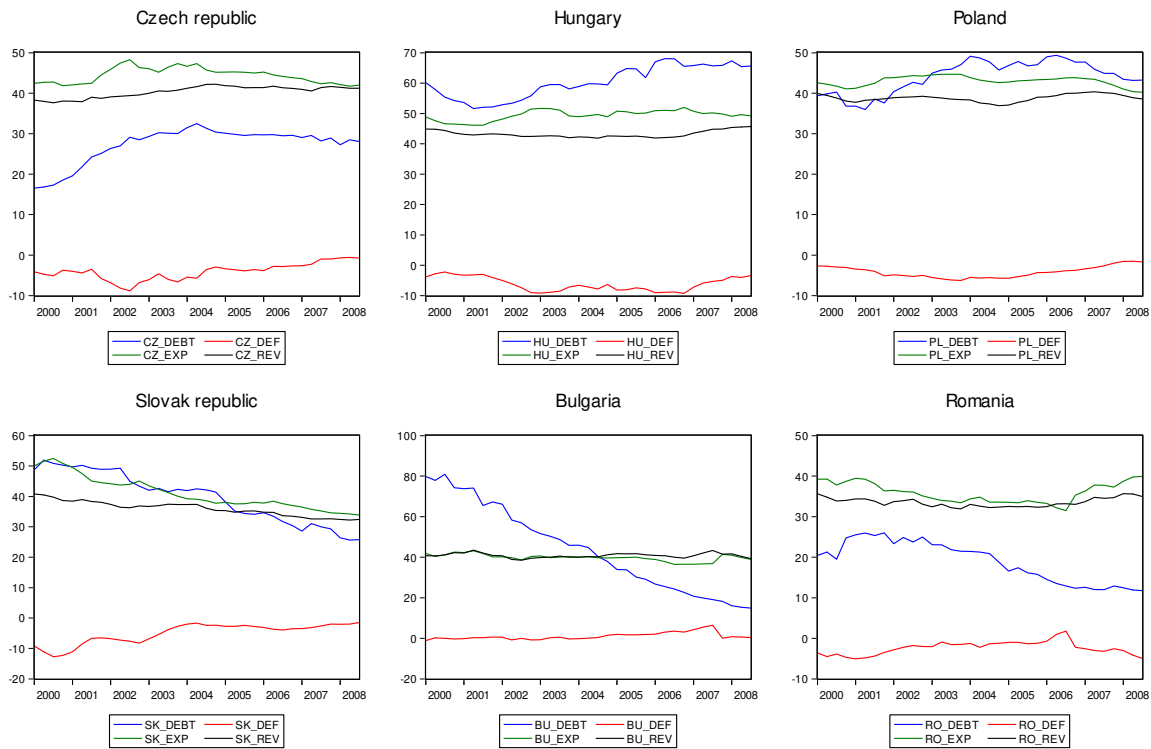 Czech republic
50
40
30
20
10
0
-10
2000 2001 2002 2003 2004 2005 2006 2007 2008
CZ_DEBT CZ_DEF
CZ_EXP CZ_REV
Hungary
70
60
50
40
30
20
10
0
-10
2000 2001 2002 2003 2004 2005 2006 2007 2008
HU_DEBT HU_DEF
HU_EXP HU_REV
Poland
50
40
30
20
10
0
-10
2000 2001 2002 2003 2004 2005 2006 2007 2008
PL_DEBT PL_DEF
PL_EXP PL_REV
Slovak republic
60
50
40
30
20
10
0
-10
-20
2000 2001 2002 2003 2004 2005 2006 2007 2008
SK_DEBT SK_DEF
SK_EXP SK_REV
Bulgaria
100
80
60
40
20
0
-20
2000 2001 2002 2003 2004 2005 2006 2007 2008
BU_DEBT BU_DEF
BU_EXP BU_REV
Romania
50
40
30
20
10
0
-10
2000 2001 2002 2003 2004 2005 2006 2007 2008
RO_DEBT RO_DEF
RO_EXP RO_REV